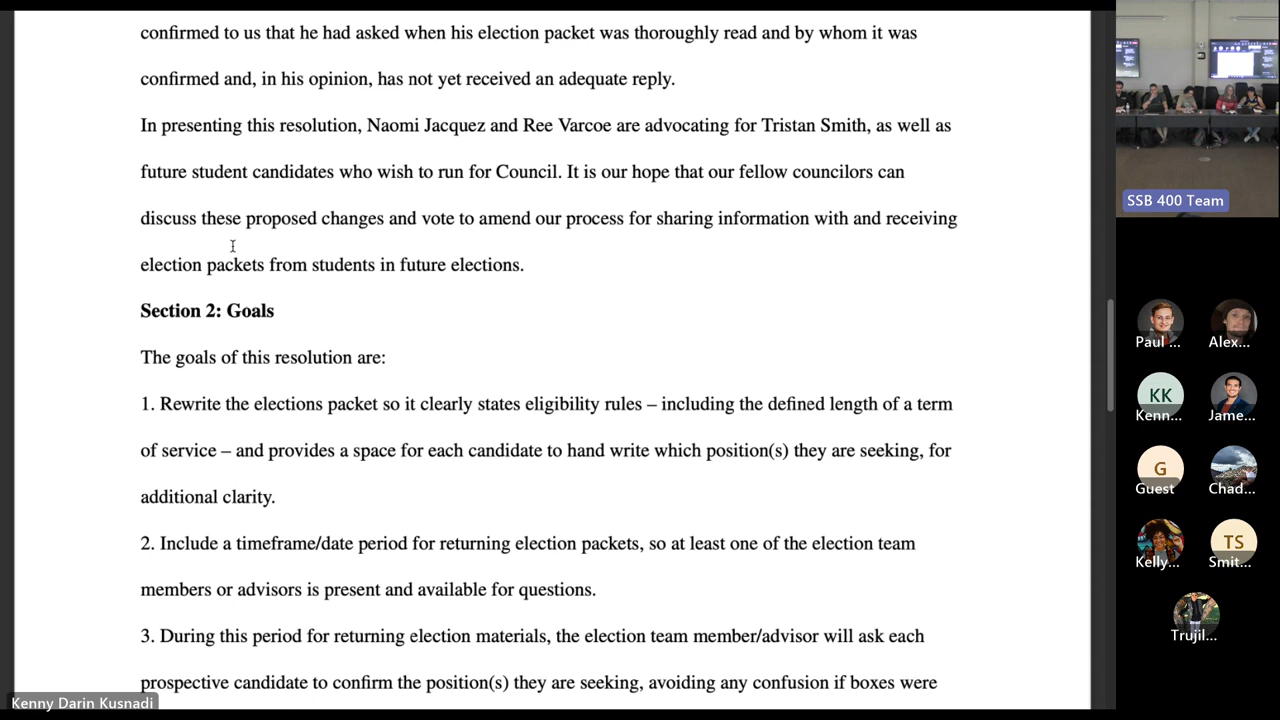 confirmed to us that he had asked when his election packet was thoroughly read and by whom it was
confirmed and, in his opinion, has not yet received an adequate reply.
In presenting this resolution, Naomi Jacquez and Ree Varcoe are advocating for Tristan Smith, as well as
future student candidates who wish to run for Council. It is our hope that our fellow councilors can
discuss these proposed changes and vote to amend our process for sharing information with and receiving
election packets from students in future elections.
Section 2: Goals
The goals of this resolution are:
1. Rewrite the elections packet so it clearly states eligibility rules – including the defined length of a term
of service – and provides a space for each candidate to hand write which position(s) they are seeking, for
additional clarity.
2. Include a timeframe/date period for returning election packets, so at least one of the election team
members or advisors is present and available for questions.
3. During this period for returning election materials, the election team member/advisor will ask each
prospective candidate to confirm the position(s) they are seeking, avoiding any confusion if boxes were
Kenny Darin Kusnadi
SSB 400 Team
Paul ...
Alex...
KK
Kenn...
Jame...
G
Guest
Chad...
Kelly...
TS
Smit...
Trujil...